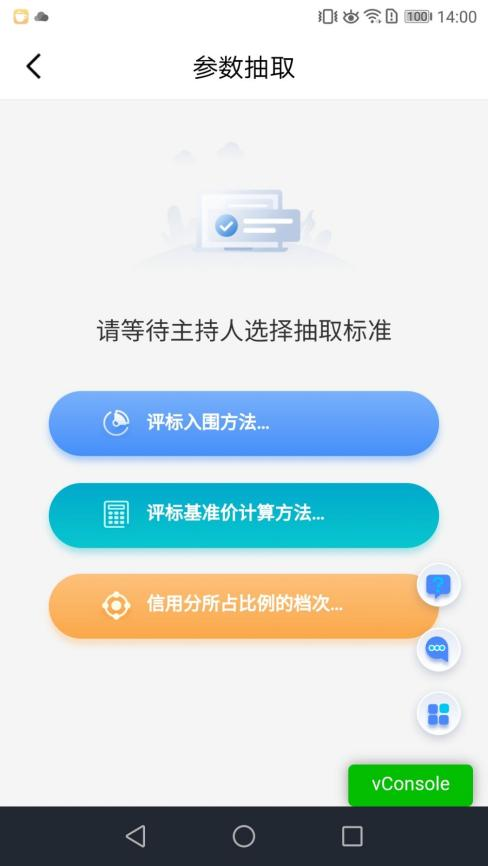 100 14:00
参数抽取
请等待主持人选择抽取标准
评标入围方法...
评标基准价计算方法...
信用分所占比例的档次...
vConsole